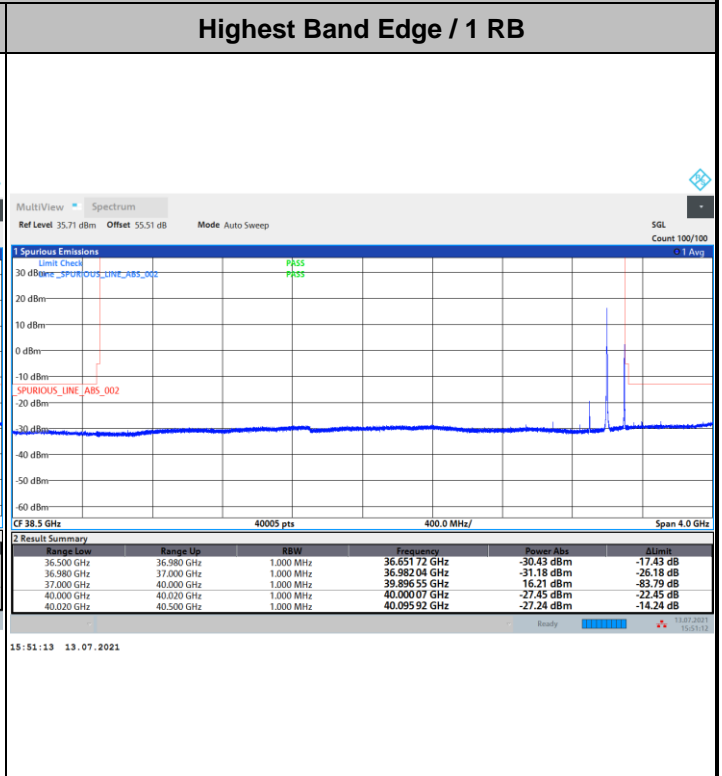 Highest Band Edge / 1 RB
MultiView Spectrum
Ref Level 35.71 dBm Offset 55.51 dB Mode Auto Sweep SGL
Count 100/100
1 Spurious Emissions 1 Avg
Limit Check PASS
30 dBm Line _SPURIOUS_LINE_ABS_002 PASS
20 dBm
10 dBm
0 dBm
-10 dBm
_SPURIOUS_LINE_ABS_002
-20 dBm
-30 dBm
-40 dBm
-50 dBm
-60 dBm
CF 38.5 GHz 40005 pts 400.0 MHz/ Span 4.0 GHz
2 Result Summary
Range Low Range Up RBW Frequency Power Abs ΔLimit
36.500 GHz 36.980 GHz 1.000 MHz 36.651 72 GHz -30.43 dBm -17.43 dB
36.980 GHz 37.000 GHz 1.000 MHz 36.982 04 GHz -31.18 dBm -26.18 dB
37.000 GHz 40.000 GHz 1.000 MHz 39.896 55 GHz 16.21 dBm -83.79 dB
40.000 GHz 40.020 GHz 1.000 MHz 40.000 07 GHz -27.45 dBm -22.45 dB
40.020 GHz 40.500 GHz 1.000 MHz 40.095 92 GHz -27.24 dBm -14.24 dB
Ready 13.07.2021
15:51:12
15:51:13 13.07.2021